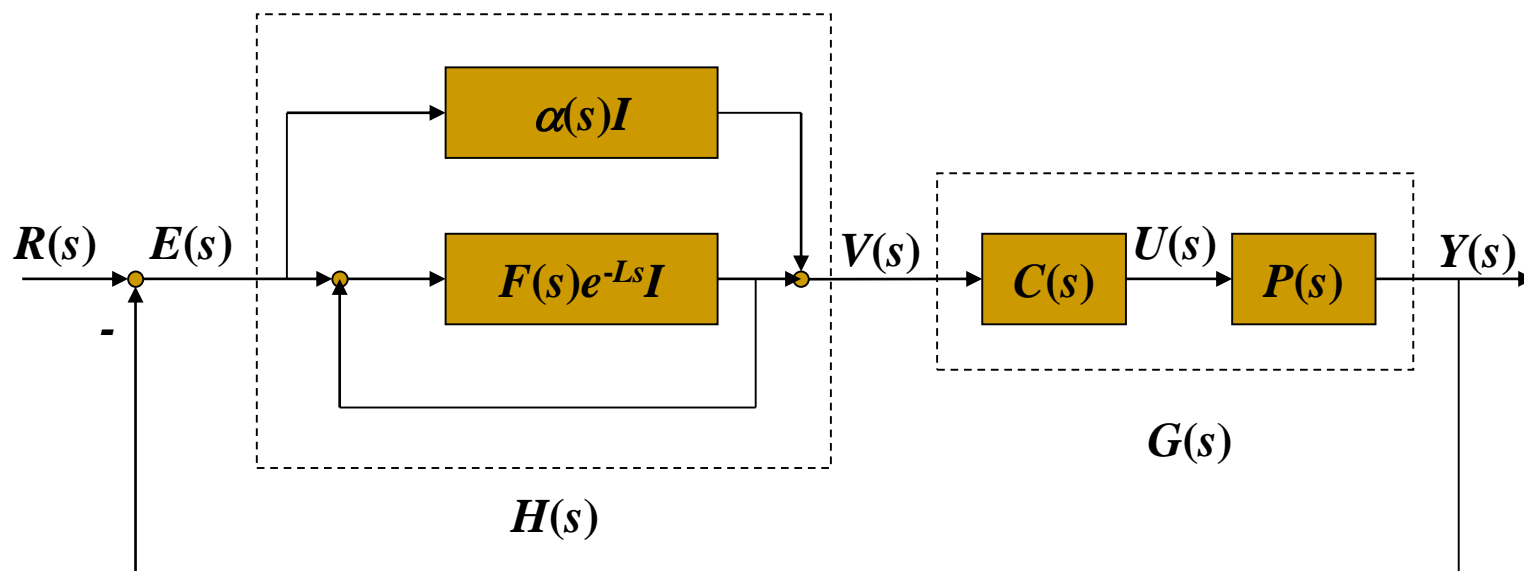 α(s)I
R(s)
E(s)
F(s)e^-Ls I
V(s)
C(s)
U(s)
P(s)
Y(s)
-
G(s)
H(s)